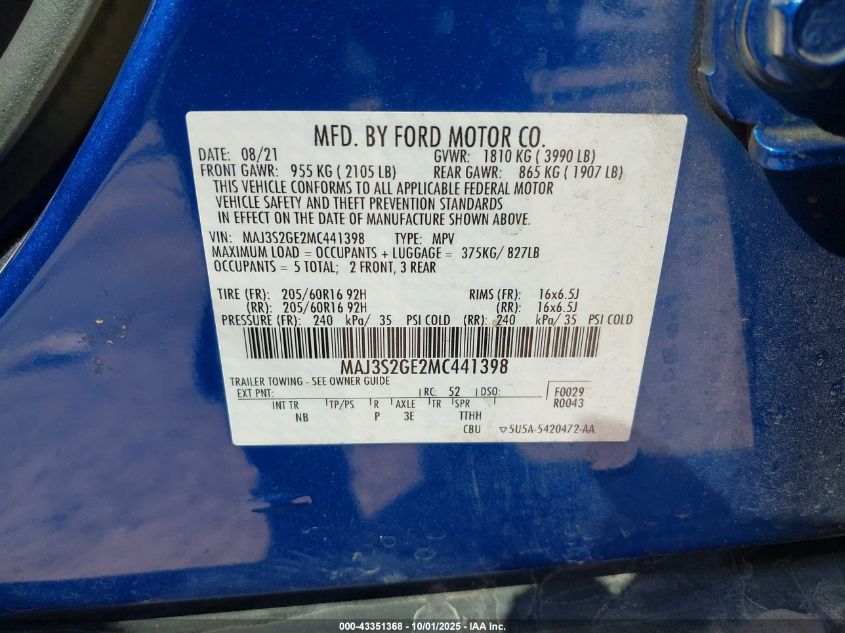 MFD. BY FORD MOTOR CO.
DATE: 08/21 GVWR: 1810 KG ( 3990 LB)
FRONT GAWR: 955 KG ( 2105 LB) REAR GAWR: 865 KG ( 1907 LB)
THIS VEHICLE CONFORMS TO ALL APPLICABLE FEDERAL MOTOR
VEHICLE SAFETY AND THEFT PREVENTION STANDARDS
IN EFFECT ON THE DATE OF MANUFACTURE SHOWN ABOVE.
VIN: MAJ3S2GE2MC441398 TYPE: MPV
MAXIMUM LOAD = OCCUPANTS + LUGGAGE = 375KG/ 827LB
OCCUPANTS = 5 TOTAL; 2 FRONT, 3 REAR
TIRE (FR): 205/60R16 92H RIMS (FR): 16x6.5J
(RR): 205/60R16 92H (RR): 16x6.5J
PRESSURE (FR): 240 kPa/ 35 PSI COLD (RR): 240 kPa/ 35 PSI COLD
MAJ3S2GE2MC441398
TRAILER TOWING - SEE OWNER GUIDE
EXT PNT: RC: 52 DSO: F0029
R0043
INT TR TP/PS R AXLE TR SPR
NB P 3E TTHH
CBU 5U5A-5420472-AA
000-43351368 - 10/01/2025 - IAA Inc.